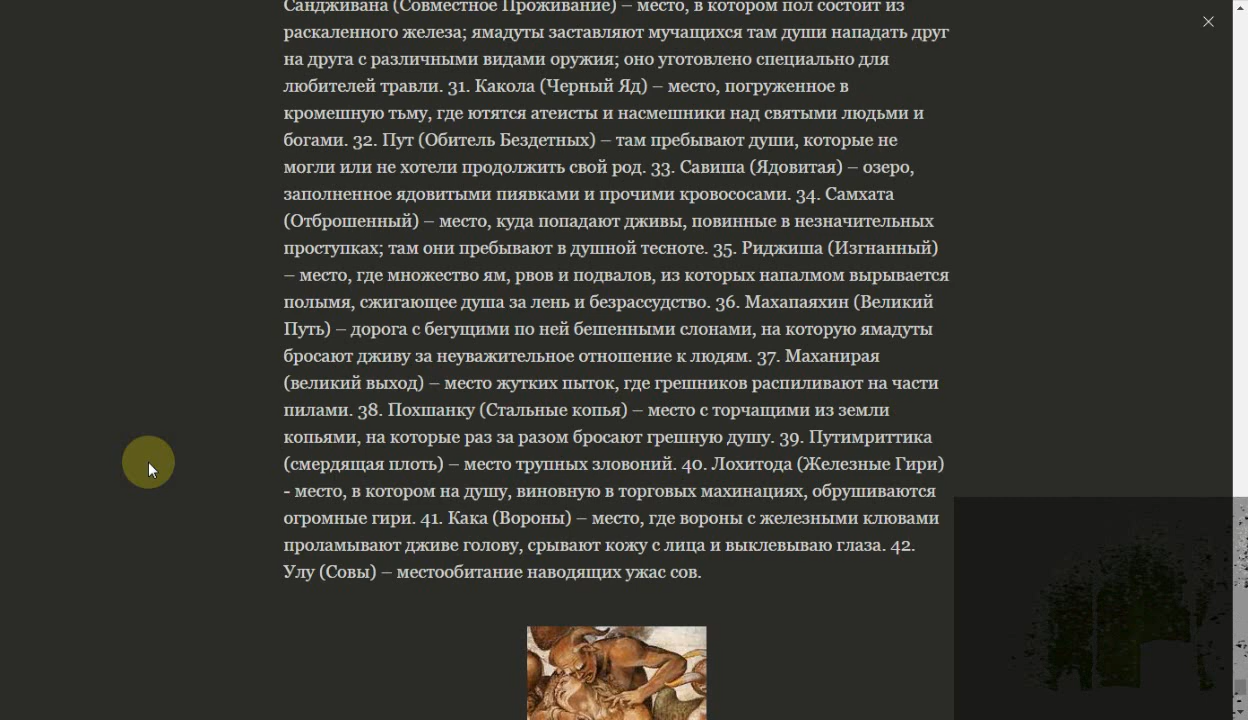 Сандживана (Совместное Проживание) – место, в котором пол состоит из
раскаленного железа; ямадуты заставляют мучащихся там души нападать друг
на друга с различными видами оружия; оно уготовлено специально для
любителей травли. 31. Какола (Черный Яд) – место, погруженное в
кромешную тьму, где ютятся атеисты и насмешники над святыми людьми и
богами. 32. Пут (Обитель Бездетных) – там пребывают души, которые не
могли или не хотели продолжить свой род. 33. Савиша (Ядовитая) – озеро,
заполненное ядовитыми пиявками и прочими кровососами. 34. Самхата
(Отброшенный) – место, куда попадают дживы, повинные в незначительных
проступках; там они пребывают в душной тесноте. 35. Риджиша (Изгнанный)
– место, где множество ям, рвов и подвалов, из которых напалмом вырывается
полымя, сжигающее душа за лень и безрассудство. 36. Махапаяхин (Великий
Путь) – дорога с бегущими по ней бешенными слонами, на которую ямадуты
бросают дживу за неуважительное отношение к людям. 37. Маханирая
(великий выход) – место жутких пыток, где грешников распиливают на части
пилами. 38. Похшанку (Стальные копья) – место с торчащими из земли
копьями, на которые раз за разом бросают грешную душу. 39. Путимриттика
(смердящая плоть) – место трупных зловоний. 40. Лохитода (Железные Гири)
- место, в котором на душу, виновную в торговых махинациях, обрушиваются
огромные гири. 41. Кака (Вороны) – место, где вороны с железными клювами
проламывают дживе голову, срывают кожу с лица и выклевываю глаза. 42.
Улу (Совы) – местообитание наводящих ужас сов.